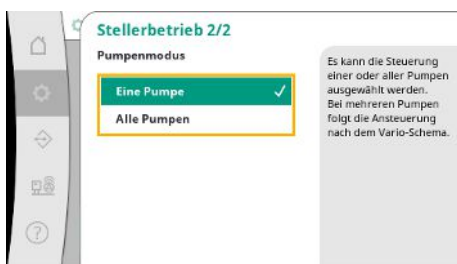 Stellerbetrieb 2/2
Pumpenmodus
Eine Pumpe
Alle Pumpen
Es kann die Steuerung
einer oder aller Pumpen
ausgewählt werden.
Bei mehreren Pumpen
folgt die Ansteuerung
nach dem Vario-Schema.